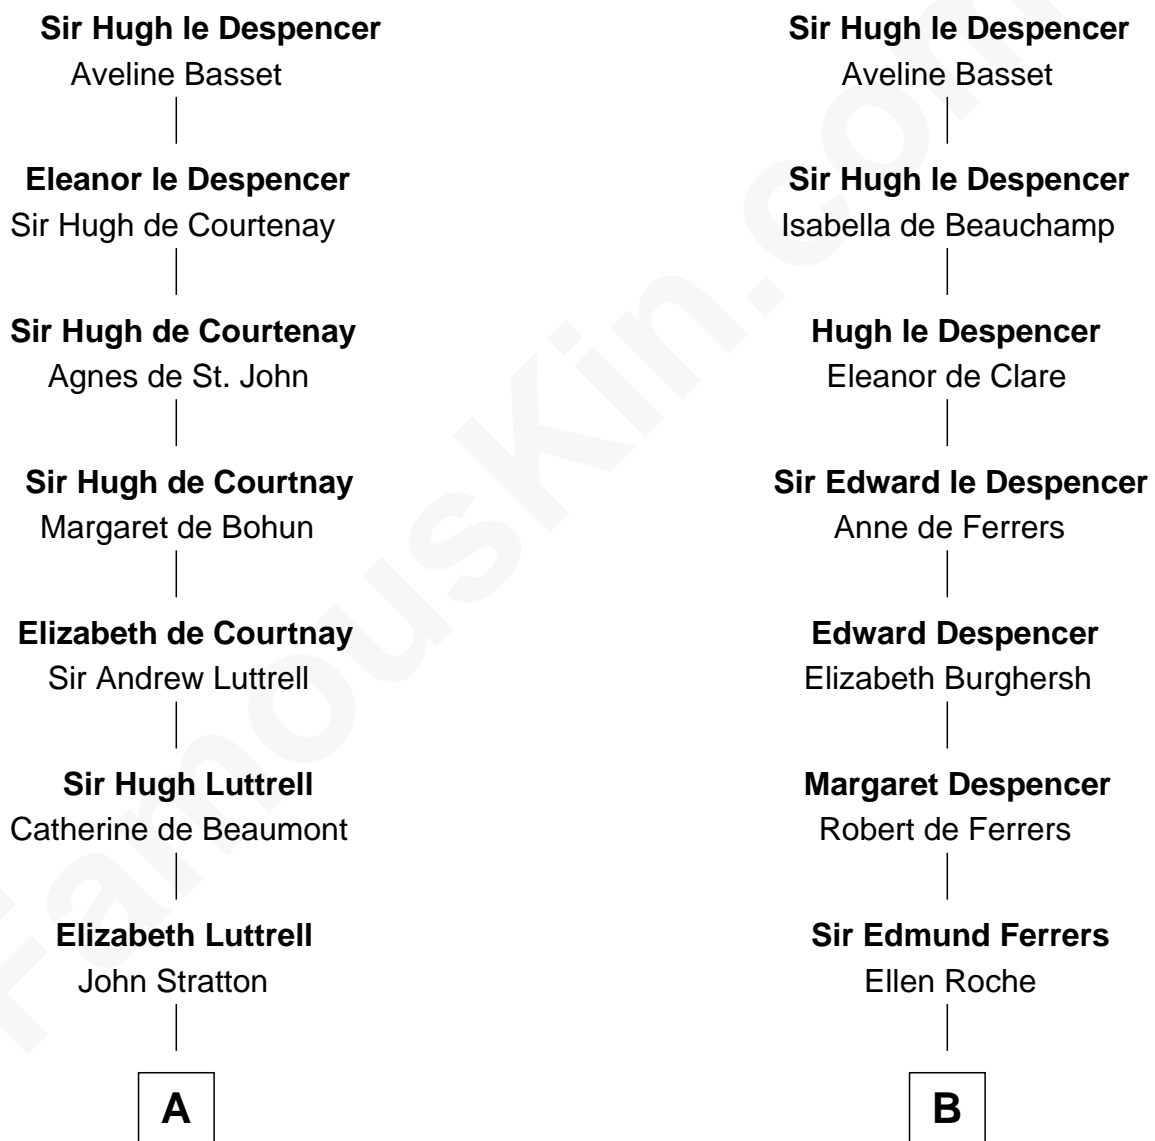 Sir Hugh le Despencer
Aveline Basset
Eleanor le Despencer
Sir Hugh de Courtenay
Sir Hugh de Courtenay
Agnes de St. John
Sir Hugh de Courtnay
Margaret de Bohun
Elizabeth de Courtnay
Sir Andrew Luttrell
Sir Hugh Luttrell
Catherine de Beaumont
Elizabeth Luttrell
John Stratton
A
Sir Hugh le Despencer
Aveline Basset
Sir Hugh le Despencer
Isabella de Beauchamp
Hugh le Despencer
Eleanor de Clare
Sir Edward le Despencer
Anne de Ferrers
Edward Despencer
Elizabeth Burghersh
Margaret Despencer
Robert de Ferrers
Sir Edmund Ferrers
Ellen Roche
B
FamousKin.com